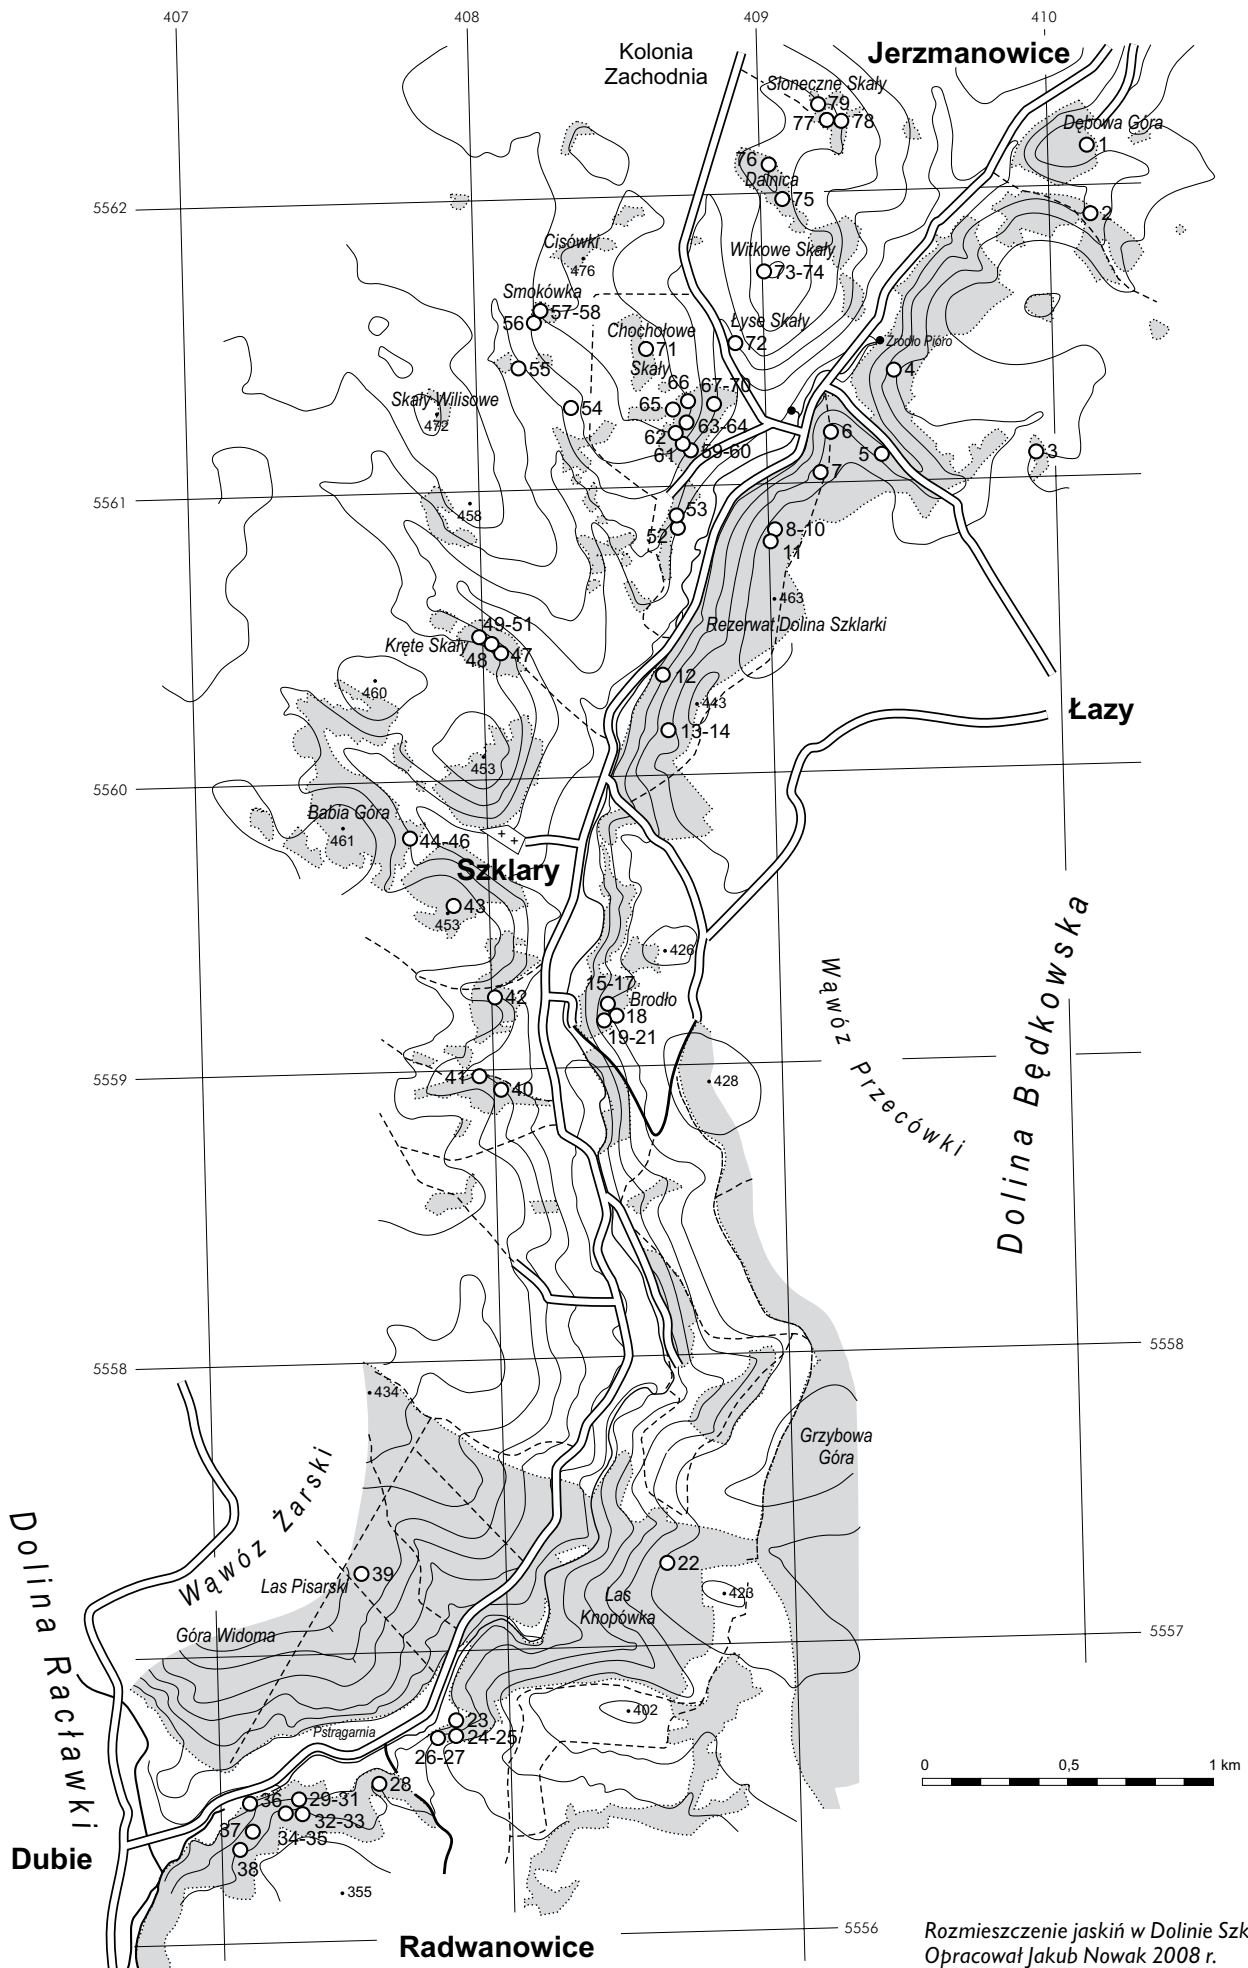 407
408
409
410
Kolonia
Zachodnia
Jerzmanowice
Słoneczne Skały
79
77
78
Dębowa Góra
1
76
Dalnica
75
2
5562
Cisówki
476
Witkowe Skały
73-74
Smokówka
57-58
56
Chochołowe
Skały
71
Łyse Skały
72
Źródło Pióro
4
55
Skały Wilisowe
472
54
66
67-70
65
63-64
62
61
59-60
6
5
3
7
5561
458
53
52
8-10
11
463
Rezerwat Dolina Szklarki
49-51
Kręte Skały
48
47
460
12
443
13-14
Łazy
453
5560
Babia Góra
461
44-46
Szklary
43
453
426
15-17
Brodło
18
19-21
42
Wąwóz Przecówki
Dolina Będkowska
5559
41
40
428
5558
5558
434
Grzybowa
Góra
Wąwóz Żarski
Dolina Racławki
39
Las Pisarski
22
423
Las
Knopówka
Góra Widoma
5557
402
23
24-25
26-27
Pstrągarnia
28
36
29-31
32-33
37
34-35
38
Dubie
355
0
0,5
1 km
Radwanowice
5556
Rozmieszczenie jaskiń w Dolinie Szk
Opracował Jakub Nowak 2008 r.